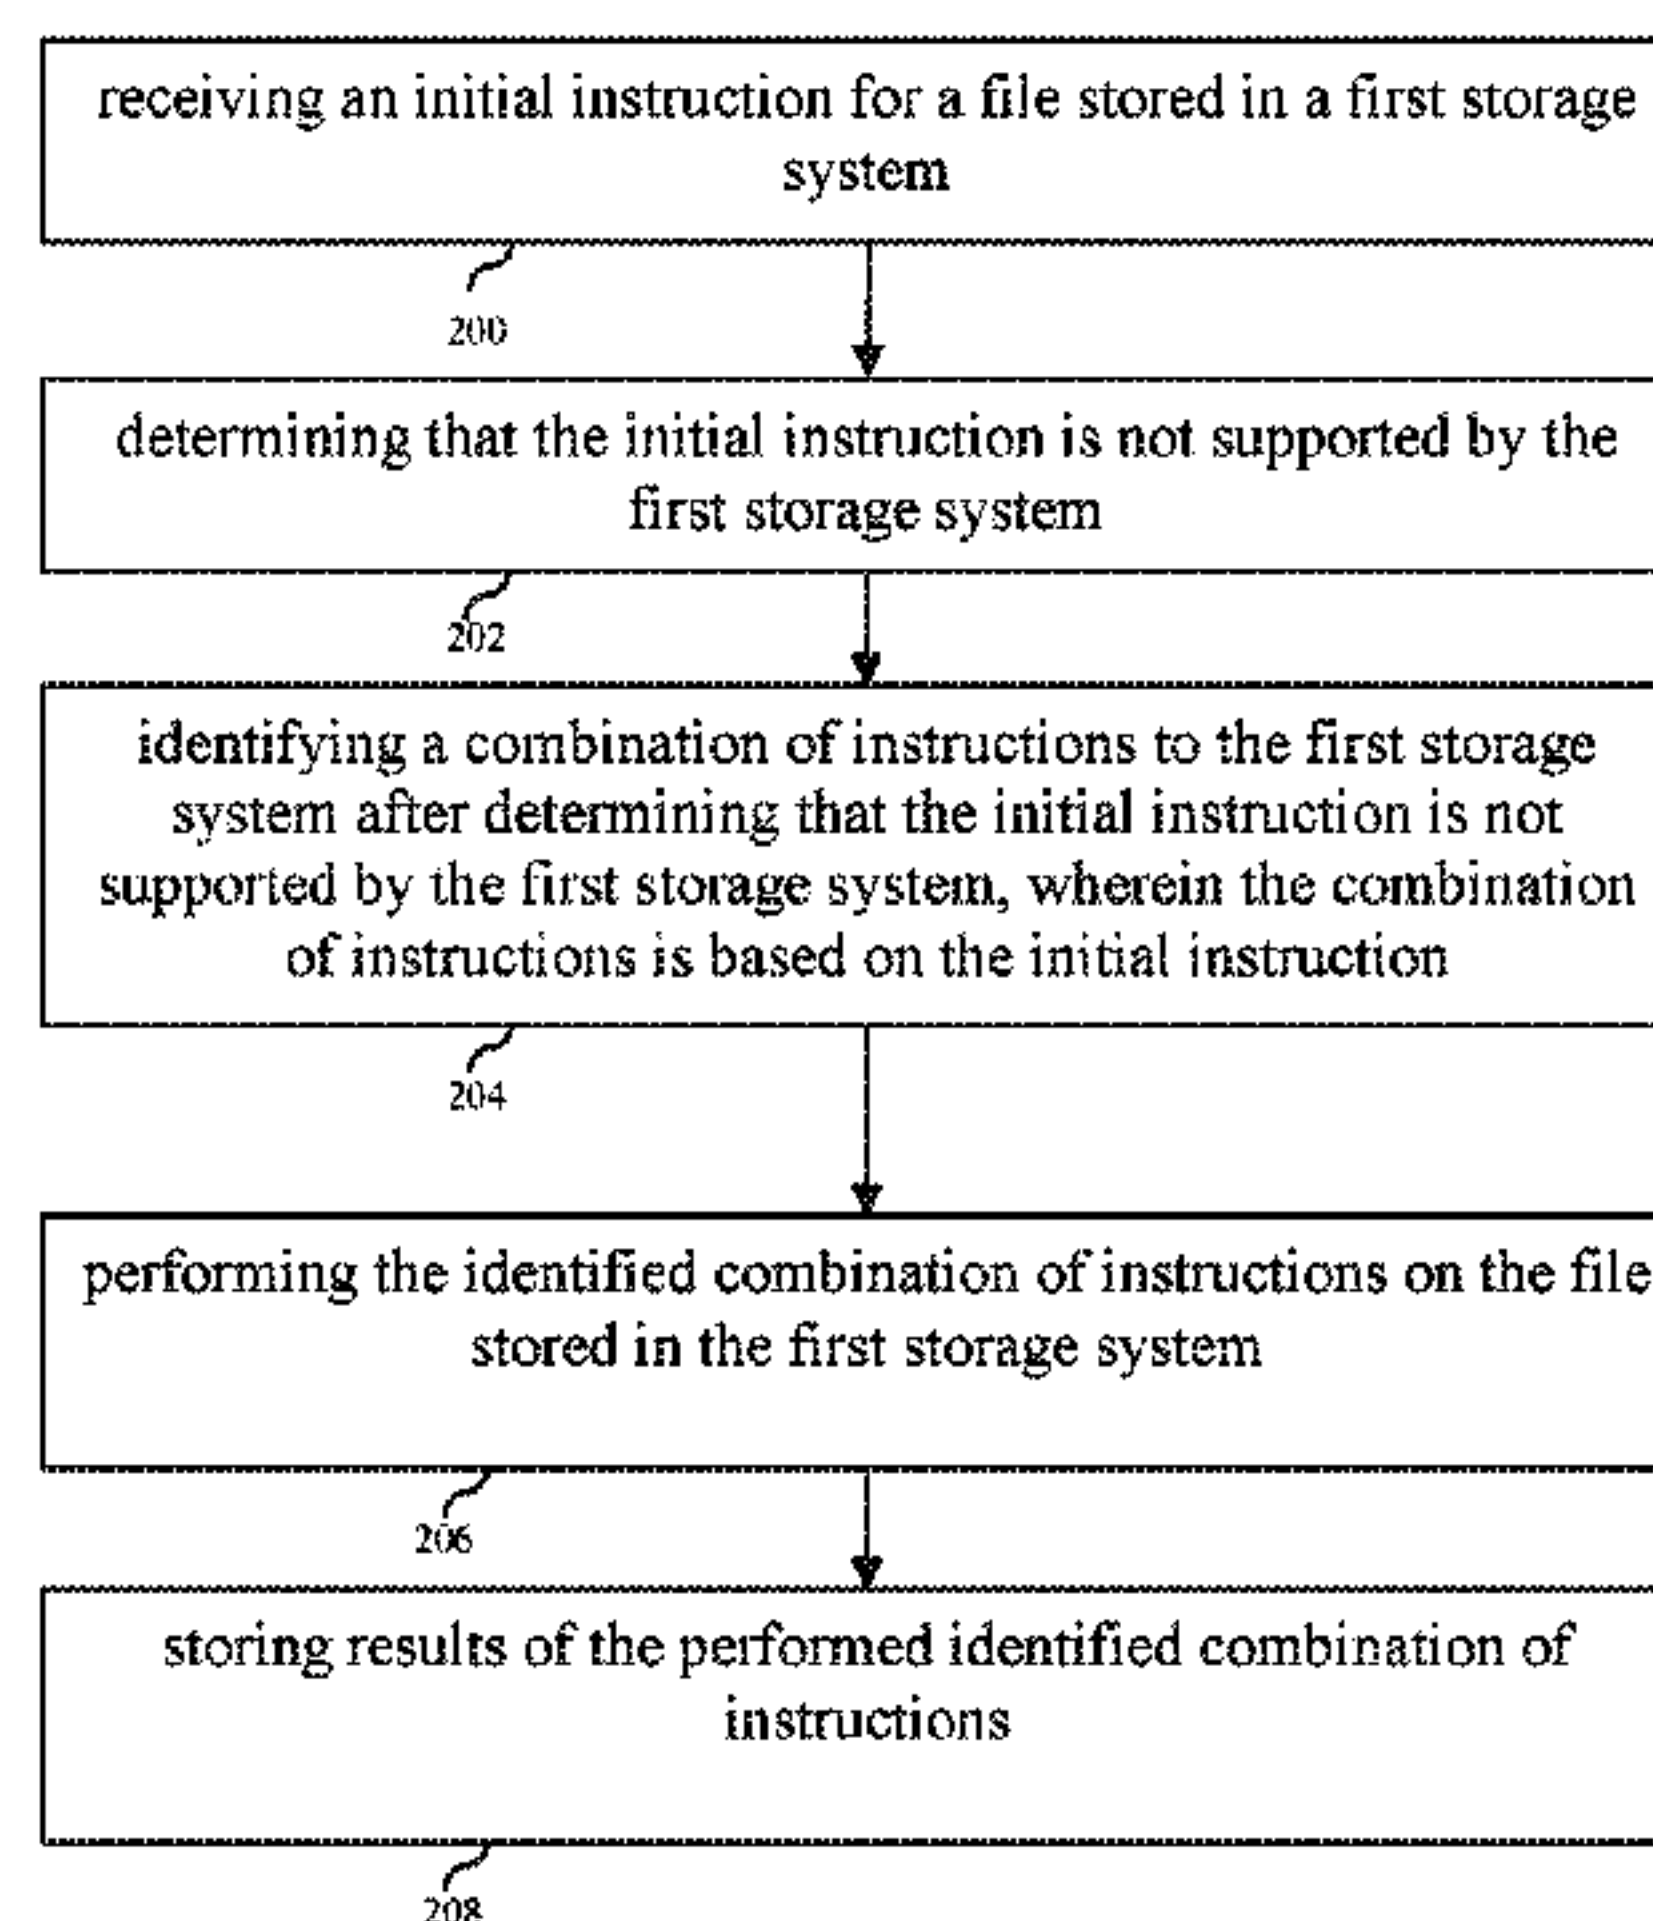 receiving an initial instruction for a file stored in a first storage
system
200
determining that the initial instruction is not supported by the
first storage system
202
identifying a combination of instructions to the first storage
system after determining that the initial instruction is not
supported by the first storage system, wherein the combination
of instructions is based on the initial instruction
204
performing the identified combination of instructions on the file
stored in the first storage system
206
storing results of the performed identified combination of
instructions
208